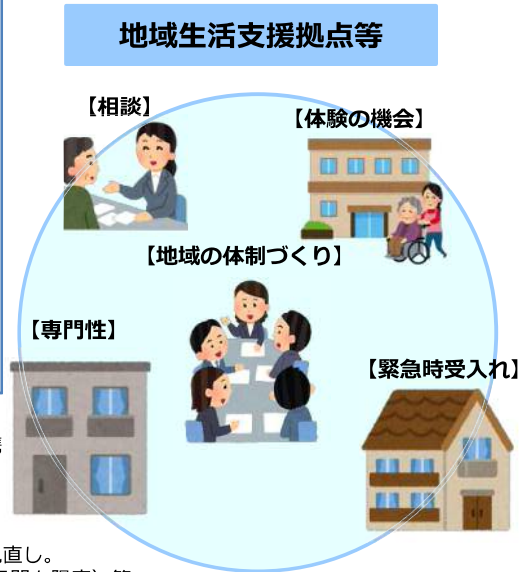 地域生活支援拠点等
【相談】
【体験の機会】
【地域の体制づくり】
【専門性】
【緊急時受入れ】
直し。